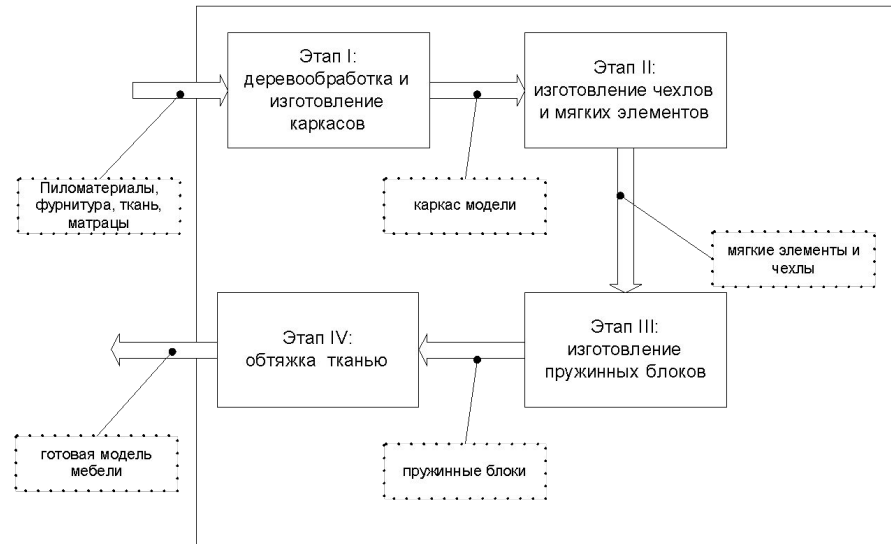 Этап I:
деревообработка и
изготовление
каркасов
Этап II:
изготовление чехлов
и мягких элементов
Пиломатериалы,
фурнитура, ткань,
матрацы
каркас модели
мягкие элементы и
чехлы
Этап IV:
обтяжка тканью
Этап III:
изготовление
пружинных блоков
готовая модель
мебели
пружинные блоки